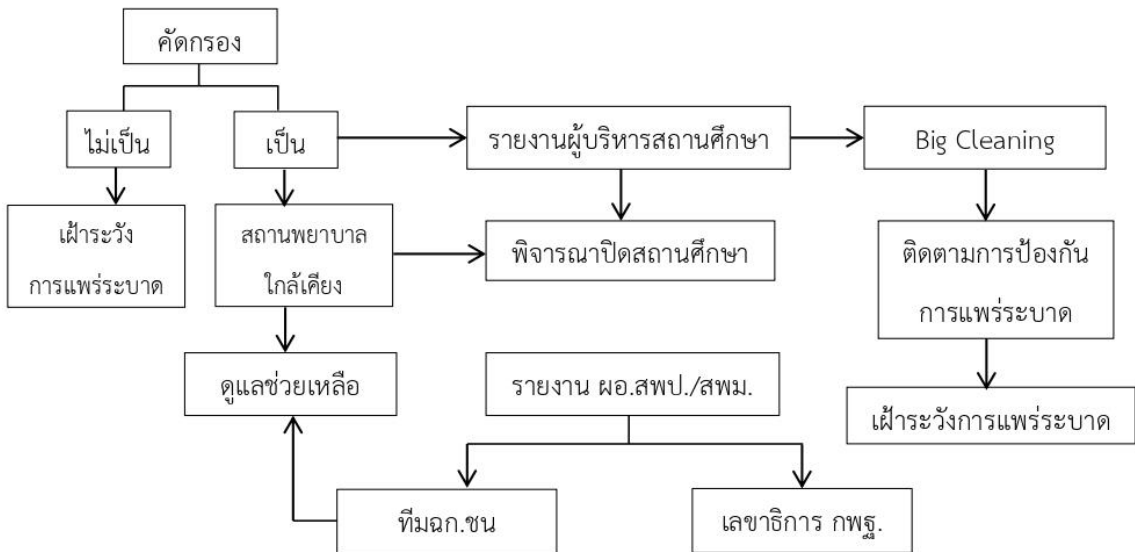 คัดกรอง
ไม่เป็น
เป็น
รายงานผู้บริหารสถานศึกษา
Big Cleaning
เฝ้าระวัง
การแพร่ระบาด
สถานพยาบาล
ใกล้เคียง
พิจารณาปิดสถานศึกษา
ติดตามการป้องกัน
การแพร่ระบาด
ดูแลช่วยเหลือ
รายงาน ผอ.สพป./สพม.
เฝ้าระวังการแพร่ระบาด
ทีมฉก.ชน
เลขาธิการ กพฐ.